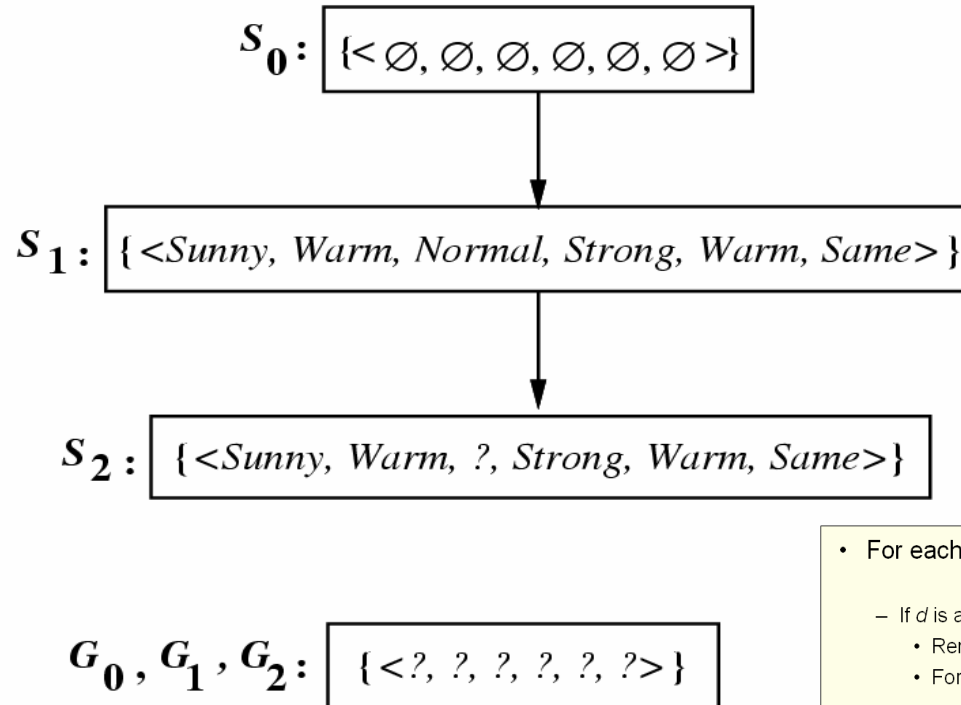 S0: {<∅, ∅, ∅, ∅, ∅, ∅>}
S1: {<Sunny, Warm, Normal, Strong, Warm, Same>}
S2: {<Sunny, Warm, ?, Strong, Warm, Same>}
• For each
– If d is a
•
• For
G0, G1, G2: {<?, ?, ?, ?, ?, ?>}